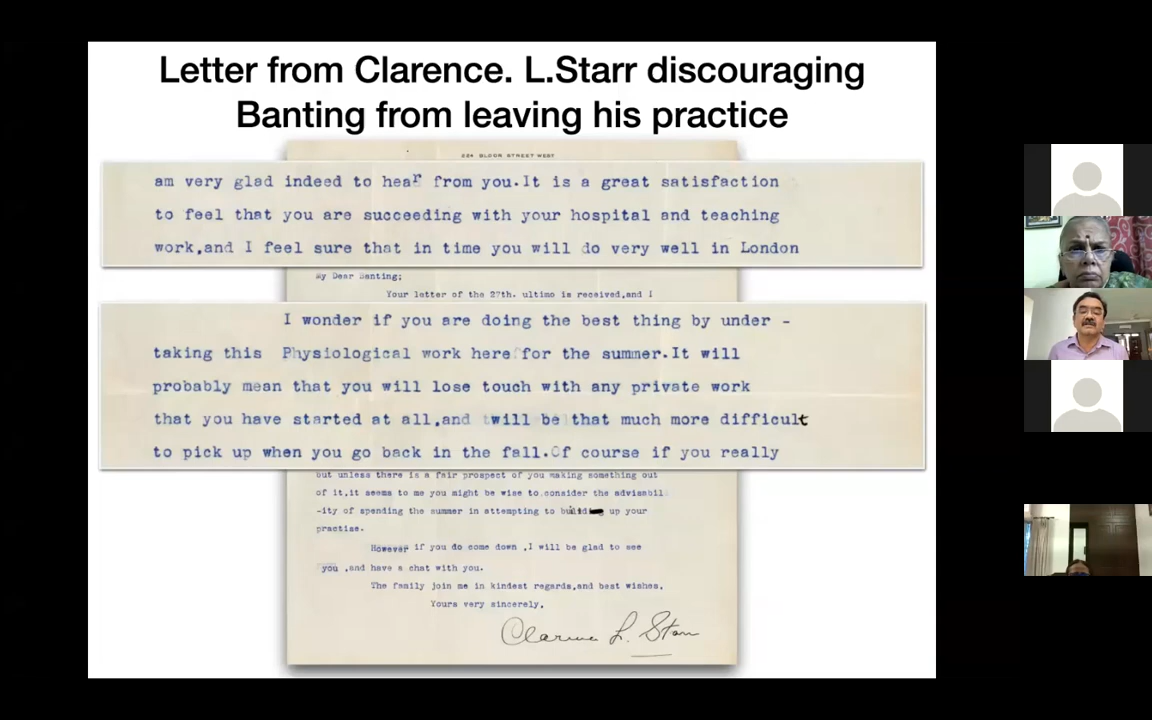 Letter from Clarence. L.Starr discouraging
Banting from leaving his practice
224 BLOOR STREET WEST
am very glad indeed to hear from you.It is a great satisfaction
to feel that you are succeeding with your hospital and teaching
work,and I feel sure that in time you will do very well in London
My Dear Banting;
Your letter of the 27th. ultimo is received,and I
I wonder if you are doing the best thing by under -
taking this Physiological work here for the summer.It will
probably mean that you will lose touch with any private work
that you have started at all,and will be that much more difficult
to pick up when you go back in the fall.Of course if you really
but unless there is a fair prospect of you making something out
of it,it seems to me you might be wise to consider the advisabil
-ity of spending the summer in attempting to up your
practise.
However if you do come down ,I will be glad to see
you ,and have a chat with you.
The family join me in kindest regards,and best wishes,
Yours very sincerely,
Clarence L. Starr